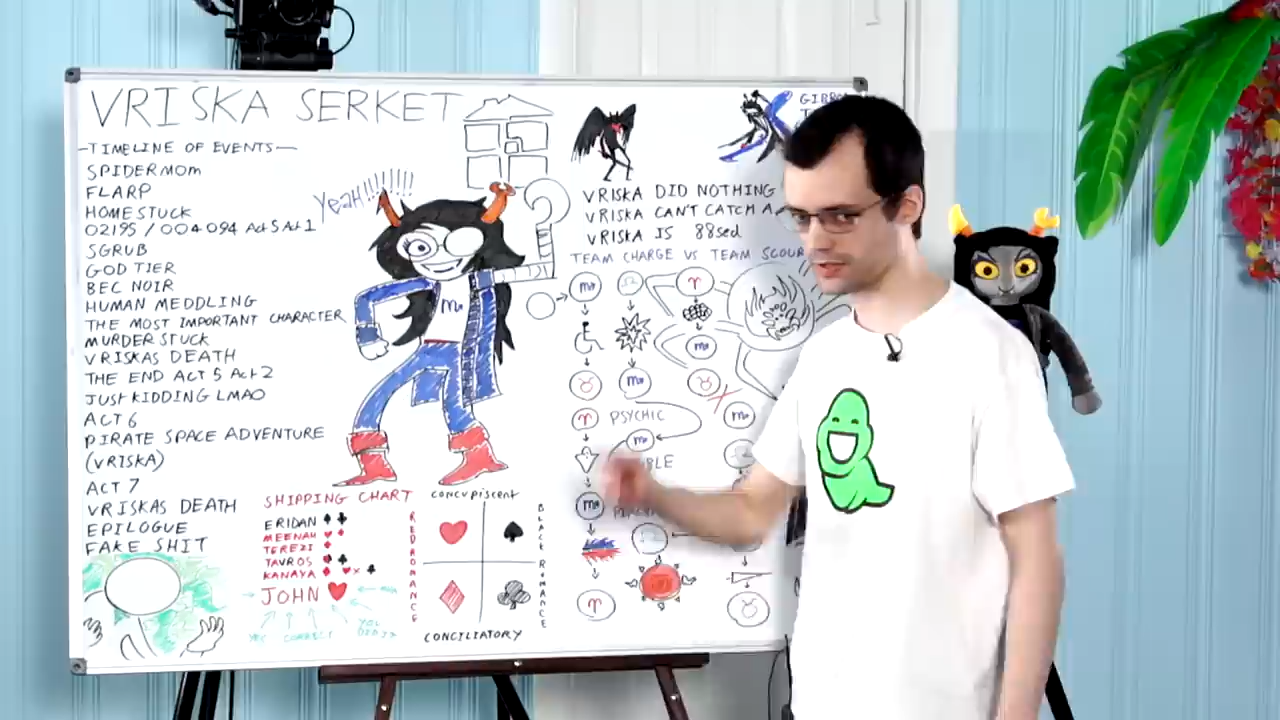 VRISKA SERKET
-TIMELINE OF EVENTS-
SPIDERMOM
FLARP
HOMESTUCK
02195 / 004094 Act 5 Act 1
SGRUB
GOD TIER
BEC NOIR
HUMAN MEDDLING
THE MOST IMPORTANT CHARACTER
MURDERSTUCK
VRISKAS DEATH
THE END ACT 5 Act 2
JUST KIDDING LMAO
ACT 6
PIRATE SPACE ADVENTURE
(VRISKA)
ACT 7
VRISKAS DEATH
EPILOGUE
FAKE SHIT
Yeah!!!!!!!!
SHIPPING CHART
ERIDAN ♦ ♣
MEENAH ♦ ♥
TEREZI ♦
TAVROS ♠ ♣
KANAYA ♦ ♥x ♣
JOHN ♥
YES CORRECT
concupiscent
RED ROMANCE
BLACK ROMANCE
CONCILIATORY
VRISKA DID NOTHING
VRISKA CAN'T CATCH A
VRISKA IS 88sed
TEAM CHARGE VS TEAM SCOUR
♏ ♎ ♈
♏
♉ ♏ ♉
♈ PSYCHIC ♏
♏
♏
♈ ♉